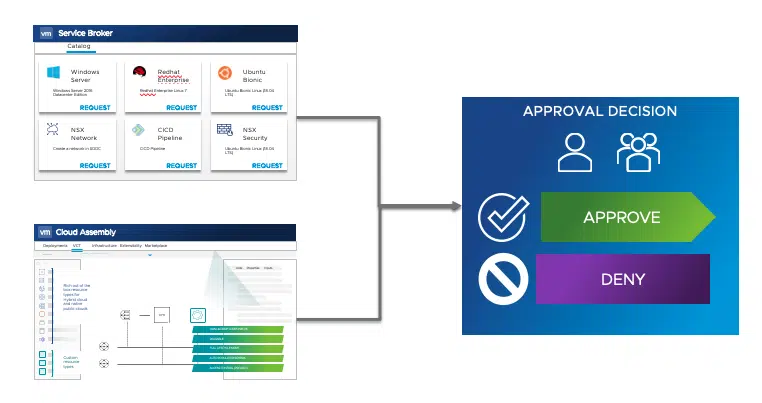 vm Service Broker
Catalog
Windows
Server
Windows Server 2019
Datacenter Edition
REQUEST
Redhat
Enterprise
Redhat Enterprise Linux 7
REQUEST
Ubuntu
Bionic
Ubuntu Bionic Linux (18.04
LTS)
REQUEST
NSX
Network
Create a network in SDDC
REQUEST
CICD
Pipeline
CICD Pipeline
REQUEST
NSX
Security
Ubuntu Bionic Linux (18.04
LTS)
REQUEST
APPROVAL DECISION
APPROVE
DENY
vm Cloud Assembly
Deployments VCT Infrastructure Extensibility Marketplace
Rich out of the
box resource
types for
Hybrid cloud
and native
public clouds
Custom
resource
types